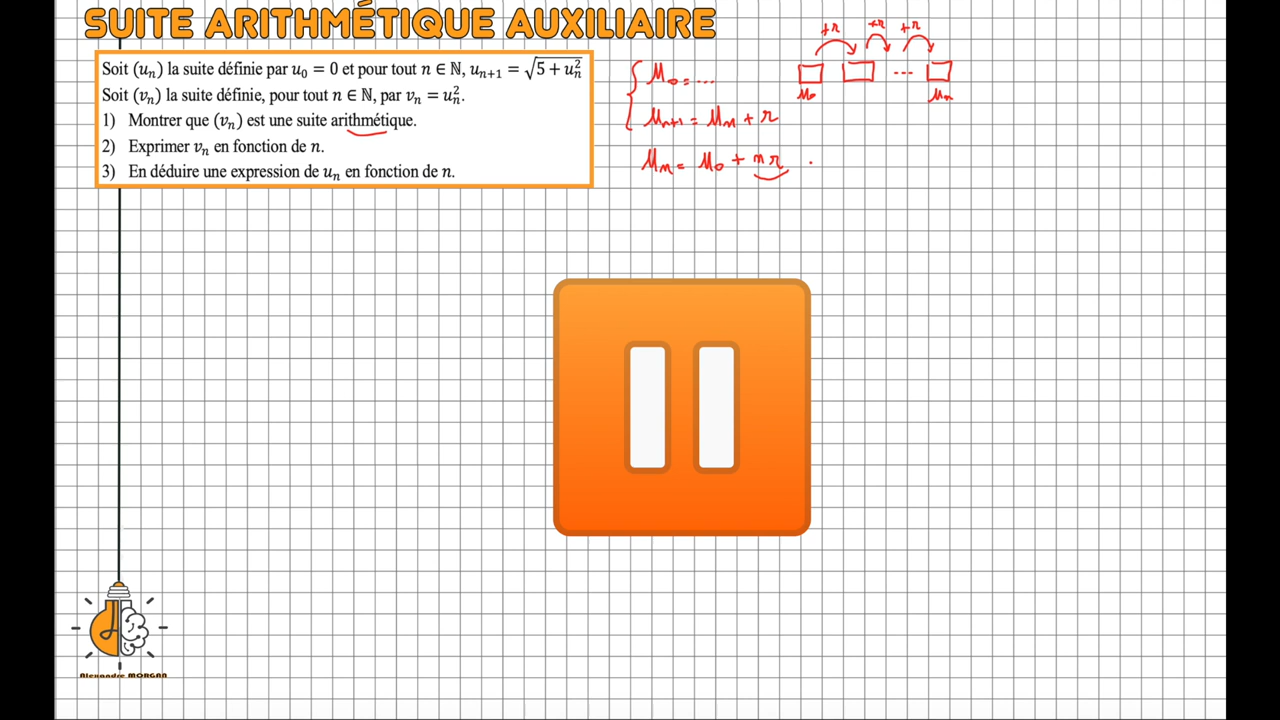 SUITE ARITHMÉTIQUE AUXILIAIRE
Soit (uₙ) la suite définie par u₀ = 0 et pour tout n ∈ ℕ, uₙ₊₁ = √(5 + uₙ²)
Soit (vₙ) la suite définie, pour tout n ∈ ℕ, par vₙ = uₙ².
1) Montrer que (vₙ) est une suite arithmétique.
2) Exprimer vₙ en fonction de n.
3) En déduire une expression de uₙ en fonction de n.
u₀ = ...
uₙ₊₁ = uₙ + r
uₙ = u₀ + nr
+r +r +r
...
u₀ uₙ
Alexandre MORGAN